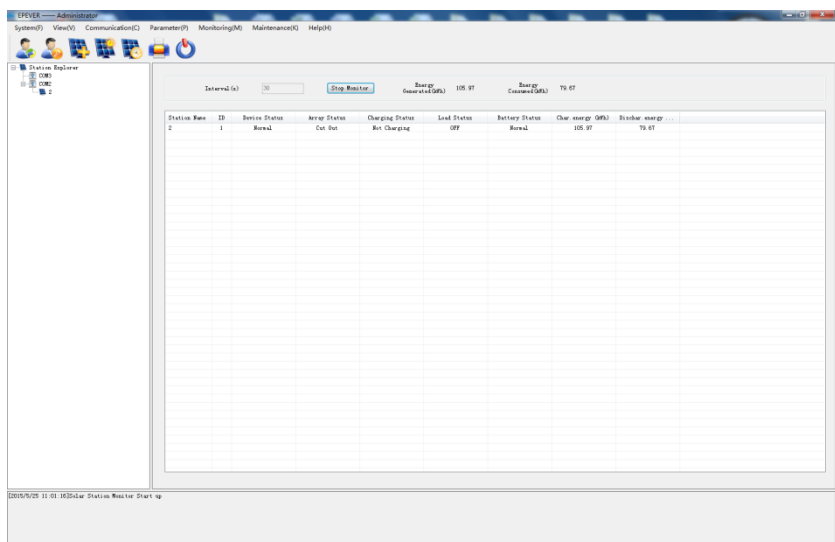 EPEVER —— Administrator
System(F) View(V) Communication(C) Parameter(P) Monitoring(M) Maintenance(K) Help(H)
Station Explorer
COM3
COM2
2
Interval(s) 30 Stop Monitor Energy Generated(kWh) 105.97 Energy Consumed(kWh) 79.67
Station Name ID Device Status Array Status Charging Status Load Status Battery Status Char.energy (kWh) Dischar.energy ...
2 1 Normal Cut Out Not Charging OFF Normal 105.97 79.67
[2015/5/25 11:01:16]Solar Station Monitor Start up